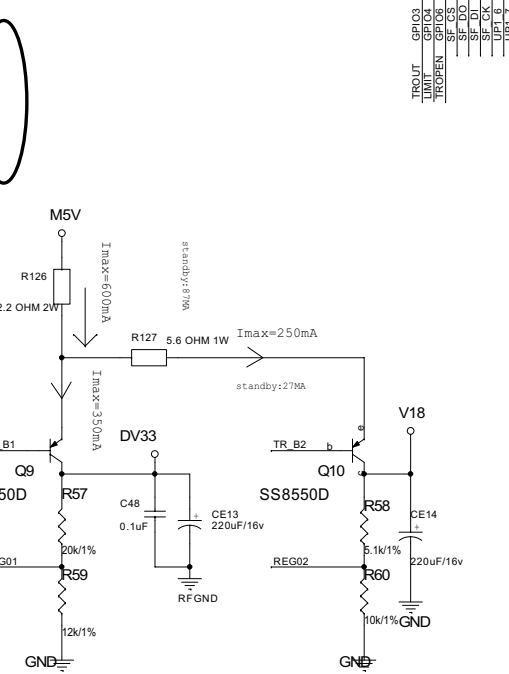 TROUT GPIO3
LIMIT GPIO4
TROPEN GPIO6
SF_CS
SF_DO
SF_DI
SF_CK
UP1_6
M5V
R126
2.2 OHM 2W
Imax=600mA
standby:87MA
R127
5.6 OHM 1W
Imax=250mA
standby:27MA
Imax=350mA
B1
Q9
50D
DV33
C48
0.1uF
CE13
220uF/16v
RFGND
R57
20k/1%
G01
R59
12k/1%
GND
TR_B2
b
e
c
Q10
SS8550D
V18
R58
5.1k/1%
CE14
220uF/16v
REG02
R60
10k/1%
GND
GND